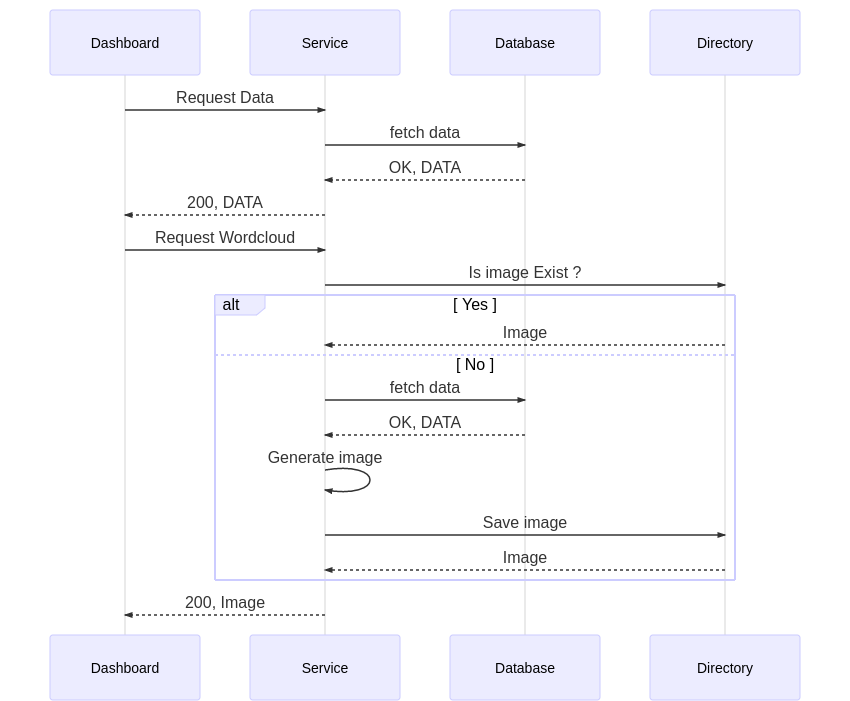 Dashboard
Service
Database
Directory
Request Data
fetch data
OK, DATA
200, DATA
Request Wordcloud
Is image Exist ?
alt
[ Yes ]
Image
[ No ]
fetch data
OK, DATA
Generate image
Save image
Image
200, Image
Dashboard
Service
Database
Directory